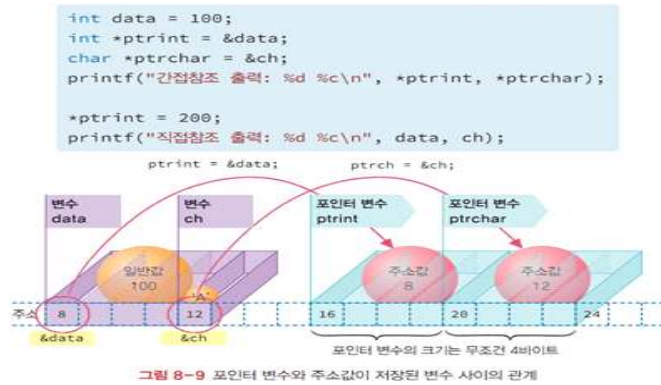 int data = 100;
int *ptrint = &data;
char *ptrchar = &ch;
printf("간접참조 출력: %d %c\n", *ptrint, *ptrchar);
*ptrint = 200;
printf("직접참조 출력: %d %c\n", data, ch);
ptrint = &data; ptrch = &ch;
변수 변수 포인터 변수 포인터 변수
data ch ptrint ptrchar
일반값 주소값 주소값
100 A 8 12
주소 8 12 16 20 24
&data &ch 포인터 변수의 크기는 무조건 4바이트
그림 8-9 포인터 변수와 주소값이 저장된 변수 사이의 관계